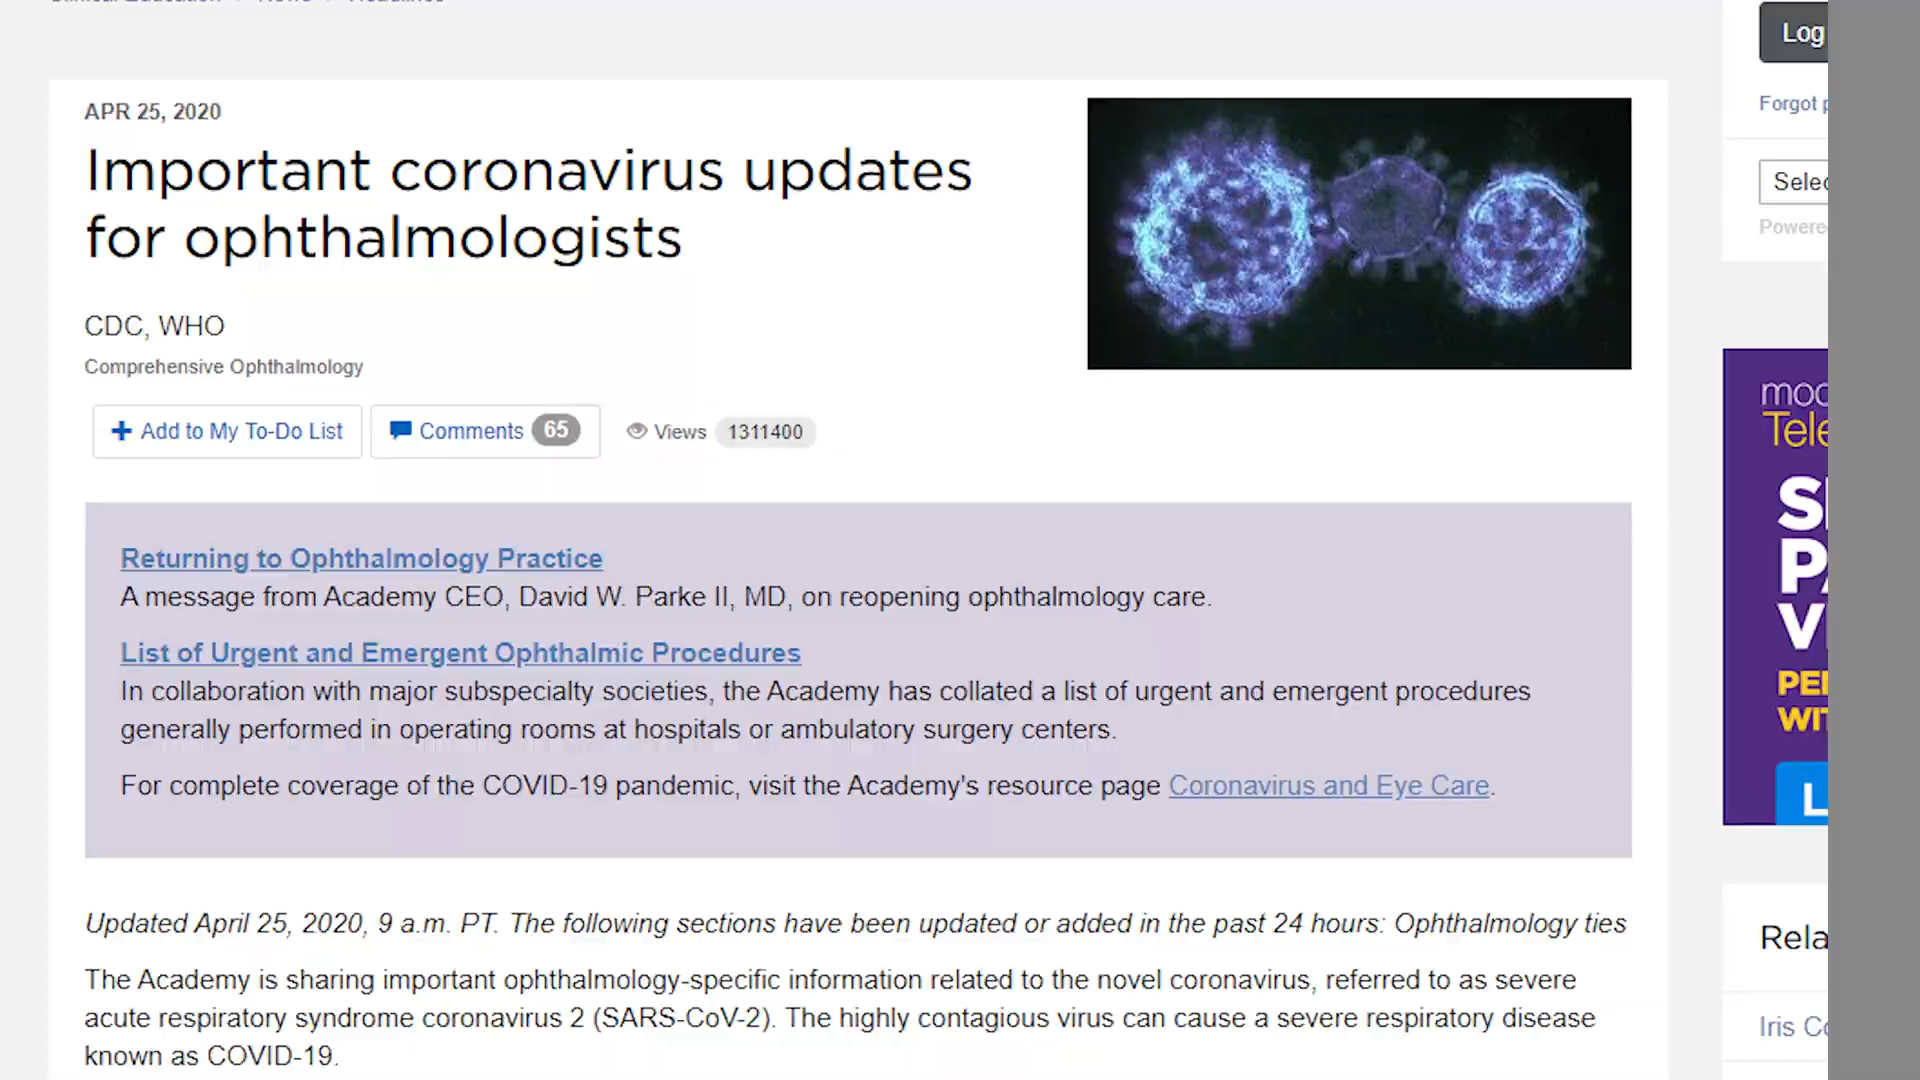 APR 25, 2020
Important coronavirus updates
for ophthalmologists
CDC, WHO
Comprehensive Ophthalmology
Add to My To-Do List
Comments 65
Views 1311400
Returning to Ophthalmology Practice
A message from Academy CEO, David W. Parke II, MD, on reopening ophthalmology care.
List of Urgent and Emergent Ophthalmic Procedures
In collaboration with major subspecialty societies, the Academy has collated a list of urgent and emergent procedures
generally performed in operating rooms at hospitals or ambulatory surgery centers.
For complete coverage of the COVID-19 pandemic, visit the Academy's resource page Coronavirus and Eye Care.
Updated April 25, 2020, 9 a.m. PT. The following sections have been updated or added in the past 24 hours: Ophthalmology ties
The Academy is sharing important ophthalmology-specific information related to the novel coronavirus, referred to as severe
acute respiratory syndrome coronavirus 2 (SARS-CoV-2). The highly contagious virus can cause a severe respiratory disease
known as COVID-19.
Log
Forgot
Selec
Powere
mod
Tele
PE
WIT
L
Rela
Iris Co